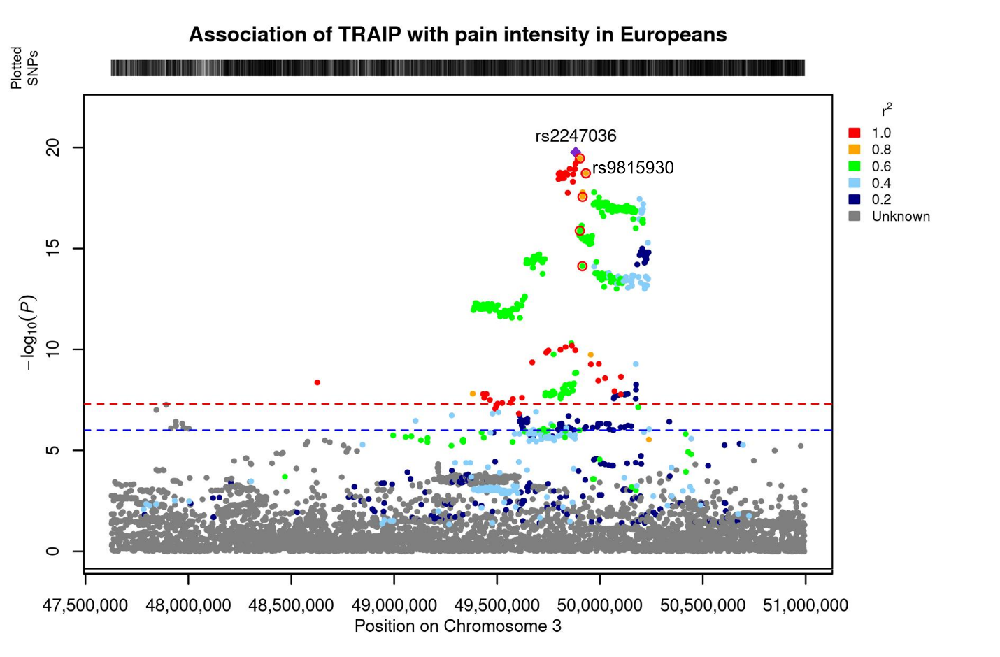 Association of TRAIP with pain intensity in Europeans
Plotted
SNPs
rs2247036
rs9815930
r²
1.0
0.8
0.6
0.4
0.2
Unknown
−log₁₀(P)
20
15
10
5
0
47,500,000 48,000,000 48,500,000 49,000,000 49,500,000 50,000,000 50,500,000 51,000,000
Position on Chromosome 3